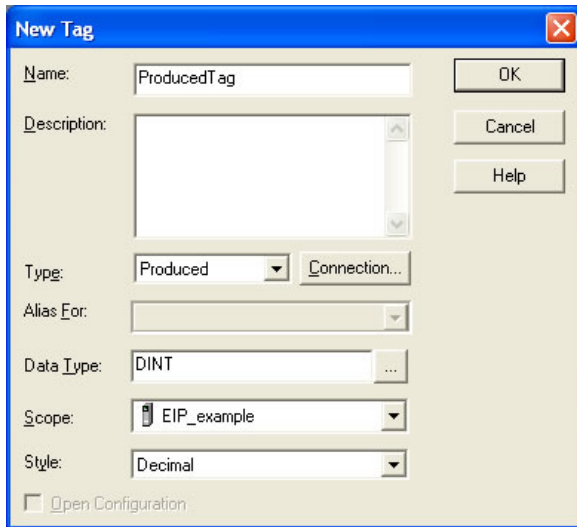 New Tag
Name: ProducedTag OK
Description: Cancel
Help
Type: Produced Connection...
Alias For:
Data Type: DINT ...
Scope: EIP_example
Style: Decimal
Open Configuration